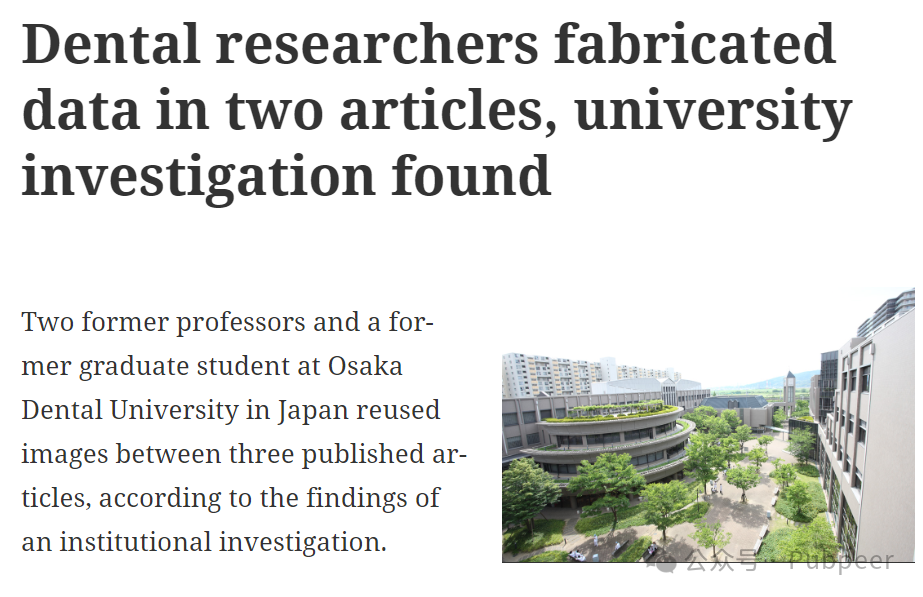 Dental researchers fabricated
data in two articles, university
investigation found
Two former professors and a for-
mer graduate student at Osaka
Dental University in Japan reused
images between three published ar-
ticles, according to the findings of
an institutional investigation.
公众号 · Pubpeer